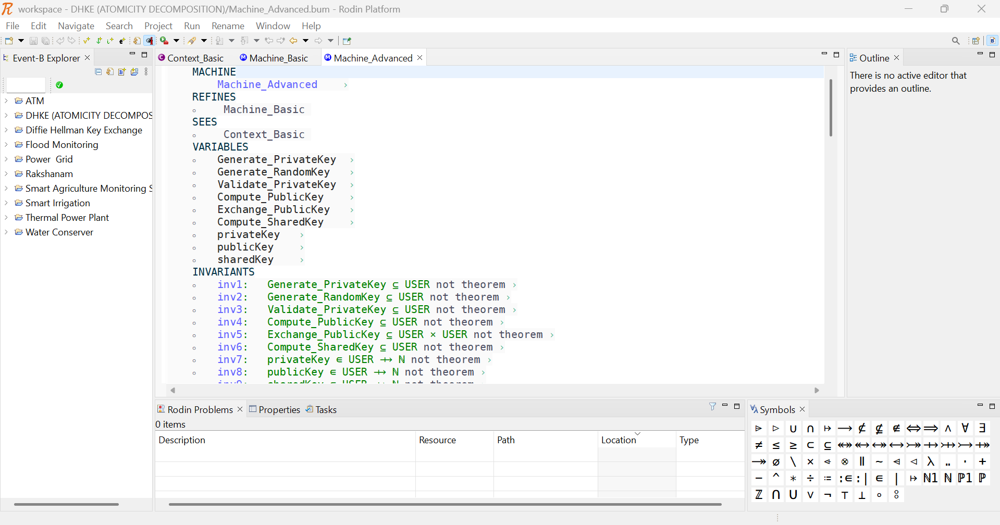 workspace - DHKE (ATOMICITY DECOMPOSITION)/Machine_Advanced.bum - Rodin Platform
File Edit Navigate Search Project Run Rename Window Help
Event-B Explorer
ATM
DHKE (ATOMICITY DECOMPOS
Diffie Hellman Key Exchange
Flood Monitoring
Power Grid
Rakshanam
Smart Agriculture Monitoring S
Smart Irrigation
Thermal Power Plant
Water Conserver
Context_Basic Machine_Basic Machine_Advanced
MACHINE
Machine_Advanced ›
REFINES
◦ Machine_Basic
SEES
◦ Context_Basic
VARIABLES
◦ Generate_PrivateKey ›
◦ Generate_RandomKey ›
◦ Validate_PrivateKey ›
◦ Compute_PublicKey ›
◦ Exchange_PublicKey ›
◦ Compute_SharedKey ›
◦ privateKey ›
◦ publicKey ›
◦ sharedKey ›
INVARIANTS
◦ inv1: Generate_PrivateKey ⊆ USER not theorem ›
◦ inv2: Generate_RandomKey ⊆ USER not theorem ›
◦ inv3: Validate_PrivateKey ⊆ USER not theorem ›
◦ inv4: Compute_PublicKey ⊆ USER not theorem ›
◦ inv5: Exchange_PublicKey ⊆ USER × USER not theorem ›
◦ inv6: Compute_SharedKey ⊆ USER not theorem ›
◦ inv7: privateKey ∈ USER ⇸ ℕ not theorem ›
◦ inv8: publicKey ∈ USER ⇸ ℕ not theorem ›
Outline
There is no active editor that
provides an outline.
Rodin Problems Properties Tasks
0 items
Description Resource Path Location Type
Symbols
⩥ ▷ ∪ ∩ ↦ → ⊄ ⊈ ∉ ⇔ ⇒ ∧ ∀ ∃
≠ ≤ ≥ ⊂ ⊆  ↔ ⤀ ⇸ ⤔ ↣
↠ ∅ ∖ × ⊗ ∥ ∼ ⩤ ◁ λ ‥ · +
− ^ ∗ ÷ ≔ :∈ :∣ ∈ ∣ ↦ ℕ1 ℕ ℙ1 ℙ
ℤ ⋂ ⋃ ∨ ¬ ⊤ ⊥ ∘